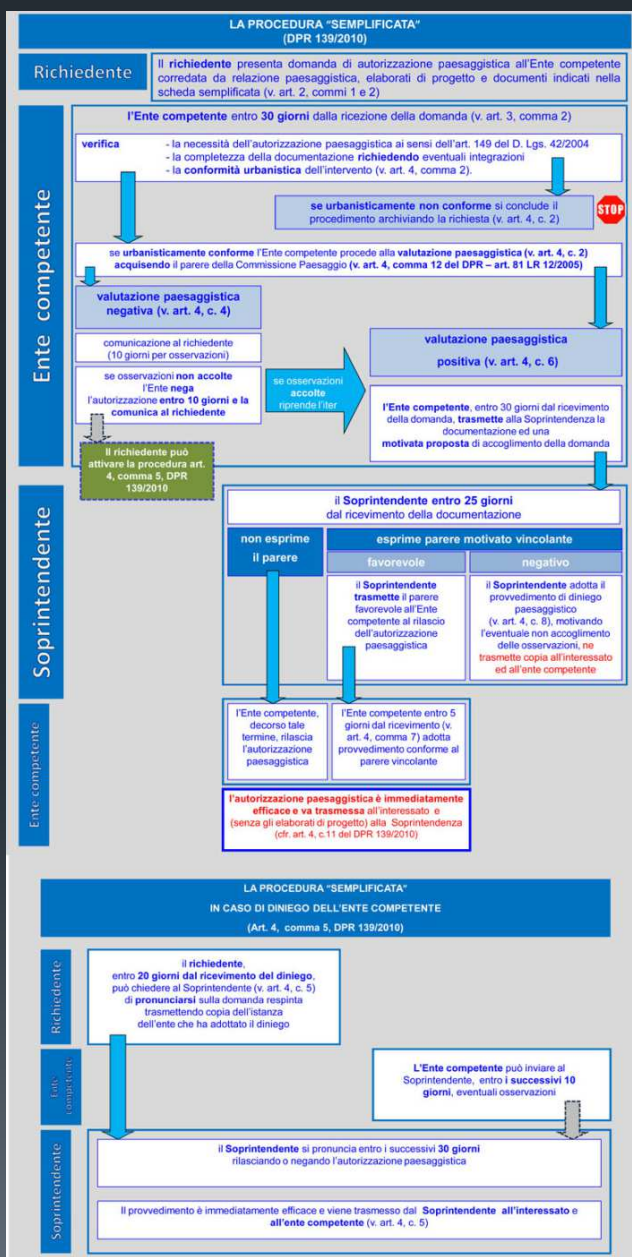 LA PROCEDURA "SEMPLIFICATA"
(DPR 139/2010)
Richiedente
Il richiedente presenta domanda di autorizzazione paesaggistica all'Ente competente
corredata da relazione paesaggistica, elaborati di progetto e documenti indicati nella
scheda semplificata (v. art. 2, commi 1 e 2)
Ente competente
l'Ente competente entro 30 giorni dalla ricezione della domanda (v. art. 3, comma 2)
verifica - la necessità dell'autorizzazione paesaggistica ai sensi dell'art. 149 del D. Lgs. 42/2004
- la completezza della documentazione richiedendo eventuali integrazioni
- la conformità urbanistica dell'intervento (v. art. 4, comma 2).
se urbanisticamente non conforme si conclude il
procedimento archiviando la richiesta (v. art. 4, c. 2)
STOP
se urbanisticamente conforme l'Ente competente procede alla valutazione paesaggistica (v. art. 4, c. 2)
acquisendo il parere della Commissione Paesaggio (v. art. 4, comma 12 del DPR – art. 81 LR 12/2005)
valutazione paesaggistica
negativa (v. art. 4, c. 4)
comunicazione al richiedente
(10 giorni per osservazioni)
se osservazioni non accolte
l'Ente nega
l'autorizzazione entro 10 giorni e la
comunica al richiedente
Il richiedente può
attivare la procedura art.
4, comma 5, DPR
139/2010
se osservazioni
accolte
riprende l'iter
valutazione paesaggistica
positiva (v. art. 4, c. 6)
l'Ente competente, entro 30 giorni dal ricevimento
della domanda, trasmette alla Soprintendenza la
documentazione ed una
motivata proposta di accoglimento della domanda
Soprintendente
il Soprintendente entro 25 giorni
dal ricevimento della documentazione
non esprime
il parere
esprime parere motivato vincolante
favorevole
negativo
il Soprintendente
trasmette il parere
favorevole all'Ente
competente al rilascio
dell'autorizzazione
paesaggistica
il Soprintendente adotta il
provvedimento di diniego
paesaggistico
(v. art. 4, c. 8), motivando
l'eventuale non accoglimento
delle osservazioni, ne
trasmette copia all'interessato
ed all'ente competente
Ente competente
l'Ente competente,
decorso tale
termine, rilascia
l'autorizzazione
paesaggistica
l'Ente competente entro 5
giorni dal ricevimento (v.
art. 4, comma 7) adotta
provvedimento conforme al
parere vincolante
l'autorizzazione paesaggistica è immediatamente
efficace e va trasmessa all'interessato e
(senza gli elaborati di progetto) alla Soprintendenza
(cfr. art. 4, c.11 del DPR 139/2010)
LA PROCEDURA "SEMPLIFICATA"
IN CASO DI DINIEGO DELL'ENTE COMPETENTE
(Art. 4, comma 5, DPR 139/2010)
Richiedente
il richiedente,
entro 20 giorni dal ricevimento del diniego,
può chiedere al Soprintendente (v. art. 4, c. 5)
di pronunciarsi sulla domanda respinta
trasmettendo copia dell'istanza
dell'ente che ha adottato il diniego
Ente
competente
L'Ente competente può inviare al
Soprintendente, entro i successivi 10
giorni, eventuali osservazioni
Soprintendente
il Soprintendente si pronuncia entro i successivi 30 giorni
rilasciando o negando l'autorizzazione paesaggistica
Il provvedimento è immediatamente efficace e viene trasmesso dal Soprintendente all'interessato e
all'ente competente (v. art. 4, c. 5)